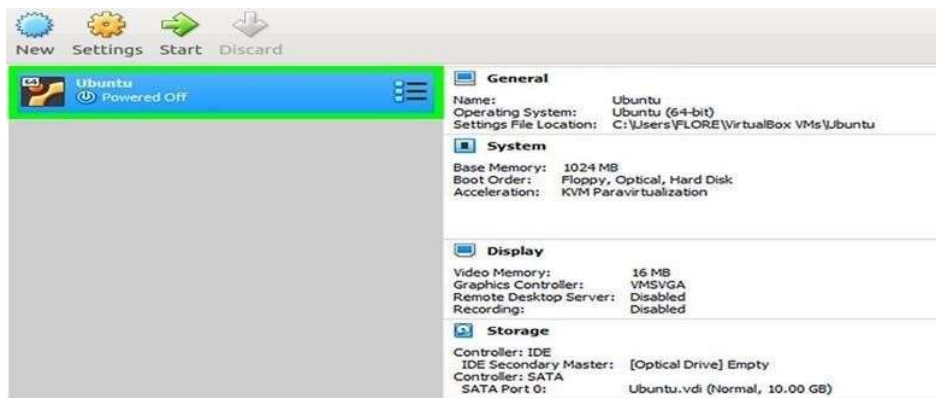 New Settings Start Discard
64
Ubuntu
Powered Off
General
Name: Ubuntu
Operating System: Ubuntu (64-bit)
Settings File Location: C:\Users\FLORE\VirtualBox VMs\Ubuntu
System
Base Memory: 1024 MB
Boot Order: Floppy, Optical, Hard Disk
Acceleration: KVM Paravirtualization
Display
Video Memory: 16 MB
Graphics Controller: VMSVGA
Remote Desktop Server: Disabled
Recording: Disabled
Storage
Controller: IDE
IDE Secondary Master: [Optical Drive] Empty
Controller: SATA
SATA Port 0: Ubuntu.vdi (Normal, 10.00 GB)